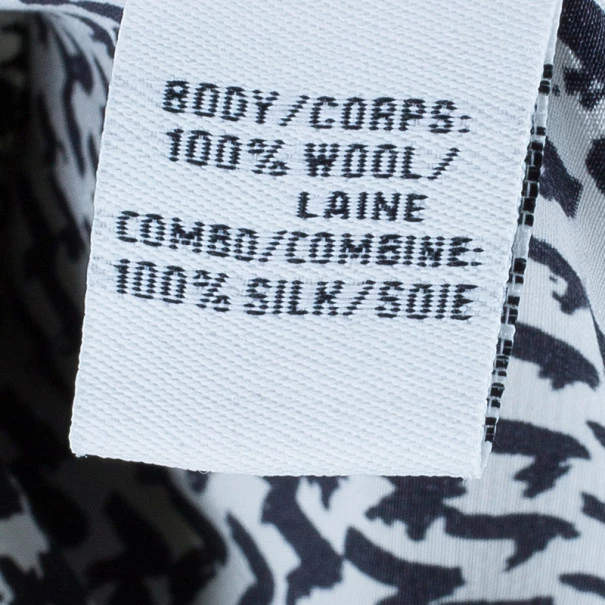 BODY/CORPS:
100% WOOL/
LAINE
COMBO/COMBINE:
100% SILK/SOIE